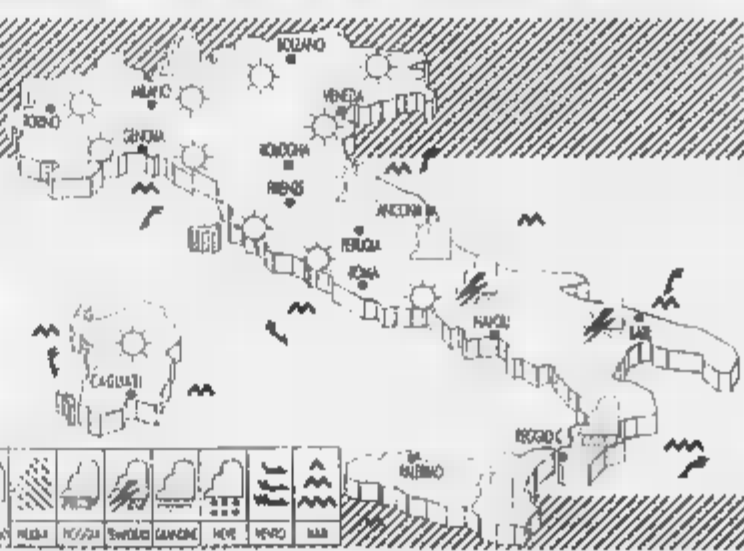 BOLZANO
MILANO
VENEZIA
TORINO
GENOVA
BOLOGNA
FIRENZE
ANCONA
PERUGIA
ROMA
NAPOLI
BARI
CAGLIARI
REGGIO C.
PALERMO
NEBBIA PIOGGIA TEMPORALE NEVE VENTO MARI